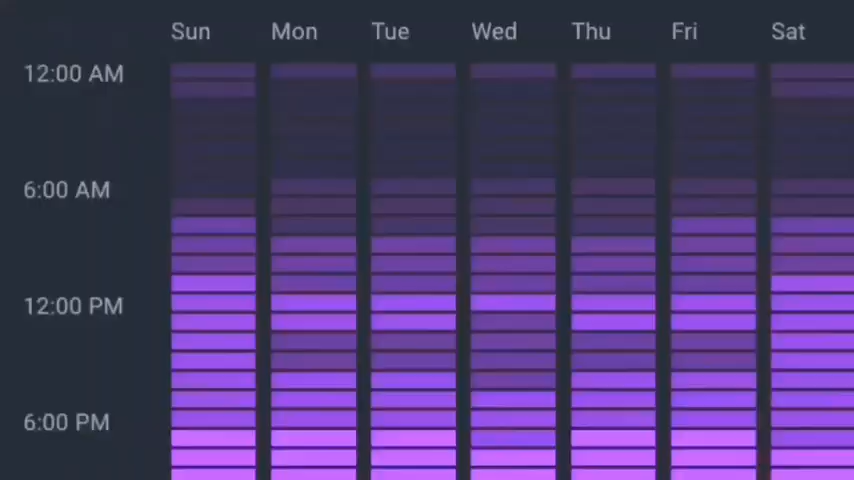 Sun Mon Tue Wed Thu Fri Sat
12:00 AM
6:00 AM
12:00 PM
6:00 PM